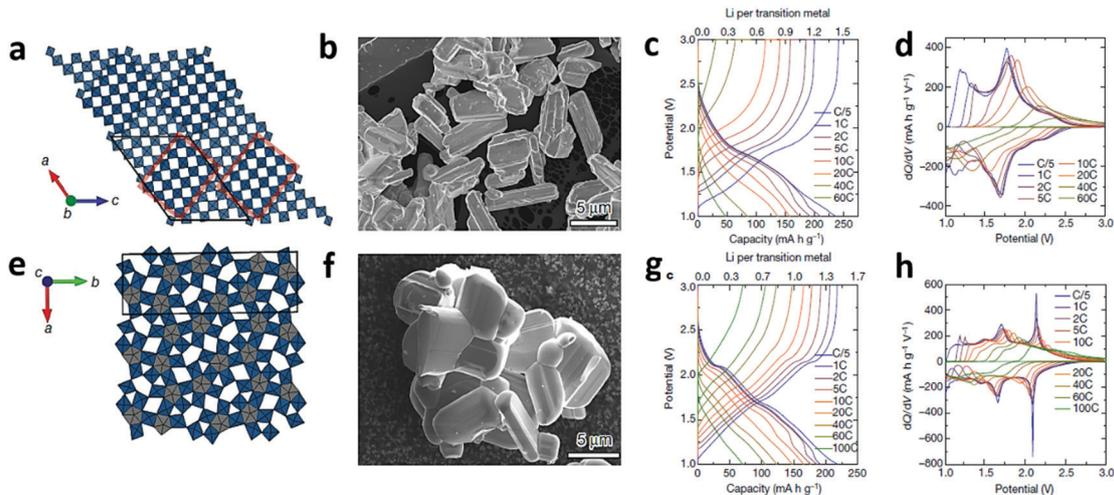 a
a
b
c
b
5 µm
c
Li per transition metal
0.0 0.3 0.6 0.9 1.2 1.5
3.0
2.5
2.0
1.5
1.0
Potential (V)
C/5
1C
2C
5C
10C
20C
40C
60C
0 50 100 150 200 250
Capacity (mA h g⁻¹)
d
400
200
0
−200
−400
dQ/dV (mA h g⁻¹ V⁻¹)
C/5 10C
1C 20C
2C 40C
5C 60C
1.0 1.5 2.0 2.5 3.0
Potential (V)
e
c
b
a
f
5 µm
g c
Li per transition metal
0.0 0.3 0.7 1.0 1.3 1.7
3.0
2.5
2.0
1.5
1.0
Potential (V)
C/5
1C
2C
5C
10C
20C
40C
60C
100C
0 50 100 150 200 250
Capacity (mA h g⁻¹)
h
600
400
200
0
−200
−400
−600
−800
dQ/dV (mA h g⁻¹ V⁻¹)
C/5
1C
2C
5C
10C
20C
40C
60C
100C
1.0 1.5 2.0 2.5 3.0
Potential (V)